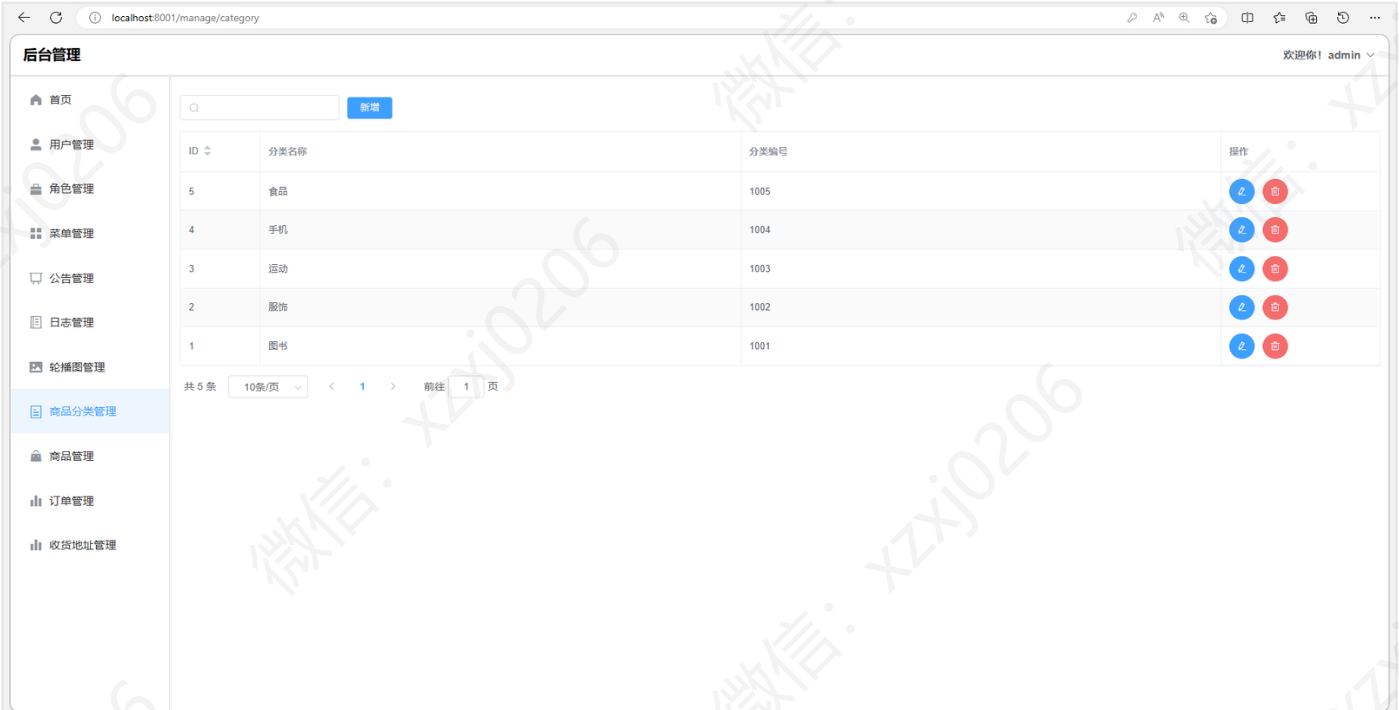 localhost:8001/manage/category
后台管理
欢迎你！admin
首页
用户管理
角色管理
菜单管理
公告管理
日志管理
轮播图管理
商品分类管理
商品管理
订单管理
收货地址管理
新增
ID 分类名称 分类编号 操作
5 食品 1005
4 手机 1004
3 运动 1003
2 服饰 1002
1 图书 1001
共 5 条 10条/页 1 前往 1 页
微信：xzxj0206
微信：xzxj0206
微信：
微信：
微信：
xzxj0206